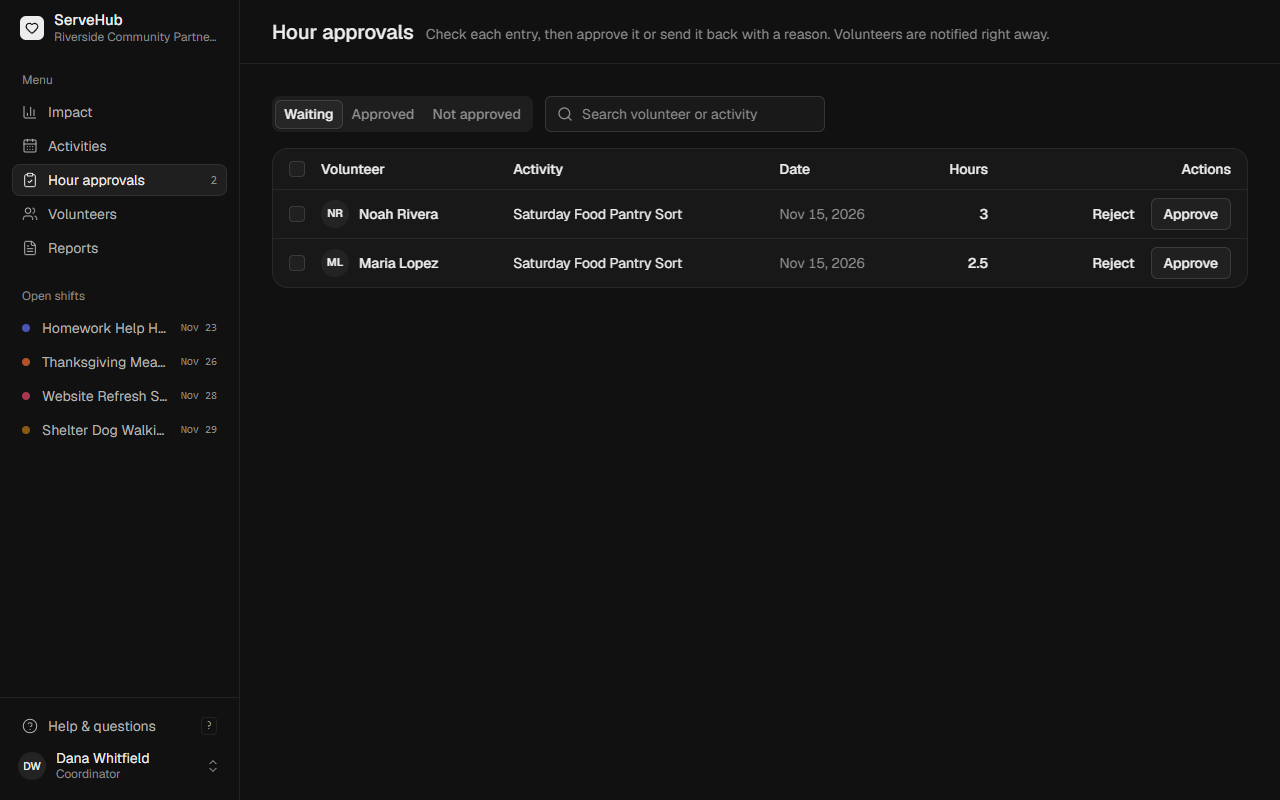 ServeHub
Riverside Community Partne...
Menu
Impact
Activities
Hour approvals 2
Volunteers
Reports
Open shifts
Homework Help H... Nov 23
Thanksgiving Mea... Nov 26
Website Refresh S... Nov 28
Shelter Dog Walki... Nov 29
Help & questions ?
DW Dana Whitfield
Coordinator
Hour approvals Check each entry, then approve it or send it back with a reason. Volunteers are notified right away.
Waiting Approved Not approved Search volunteer or activity
Volunteer Activity Date Hours Actions
NR Noah Rivera Saturday Food Pantry Sort Nov 15, 2026 3 Reject Approve
ML Maria Lopez Saturday Food Pantry Sort Nov 15, 2026 2.5 Reject Approve